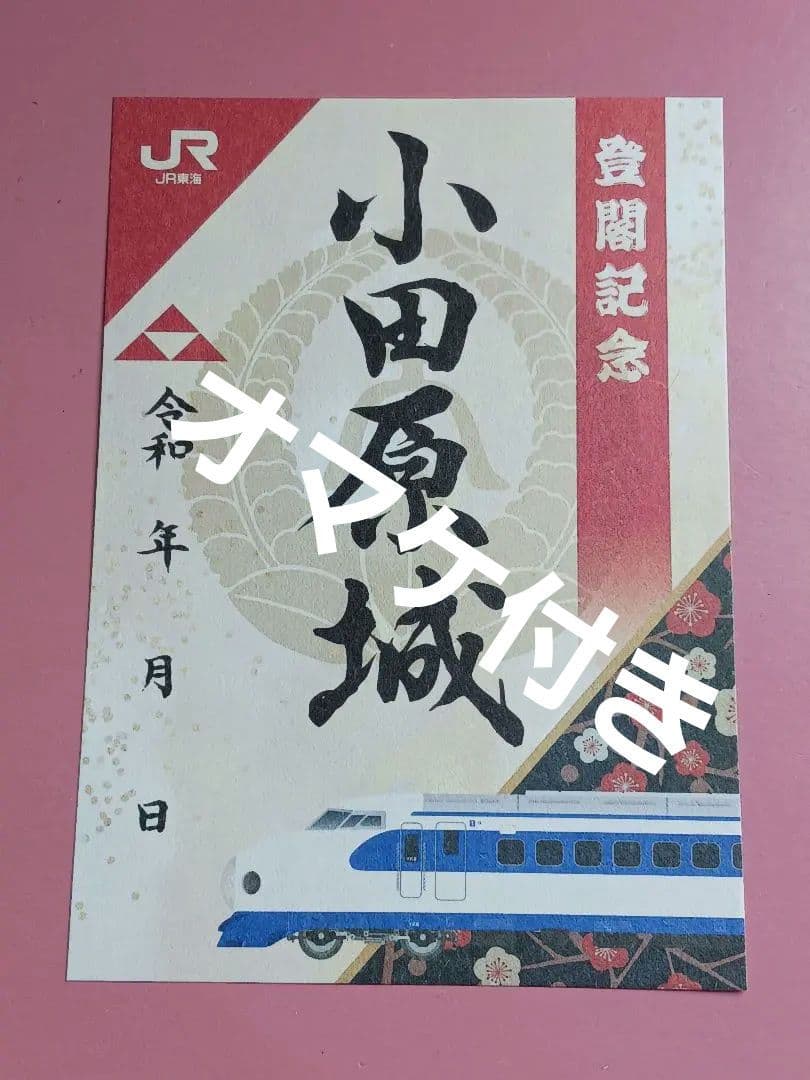 JR
JR東海
登閣記念
小田原城
令和 年 月 日
オマケ付き